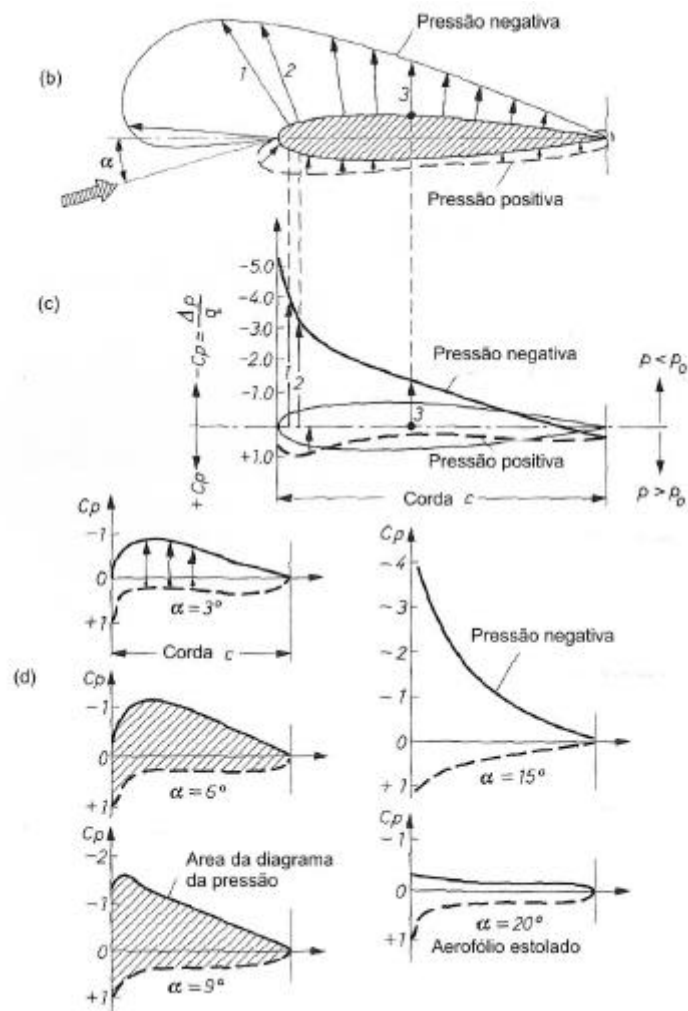 Pressão negativa
(b)
1
2
3
α
Pressão positiva
(c)
-5.0
-4.0
-3.0
-2.0
-1.0
+1.0
-Cp = Δp/q
+Cp
1
2
3
Pressão negativa
Pressão positiva
p < p₀
p > p₀
Corda c
Cp
-1
0
+1
α = 3°
Corda c
(d)
Cp
-1
0
+1
α = 6°
Cp
-2
-1
0
+1
Area da diagrama
da pressão
α = 9°
Cp
-4
-3
-2
-1
0
+1
Pressão negativa
α = 15°
Cp
-1
0
+1
α = 20°
Aerofólio estolado